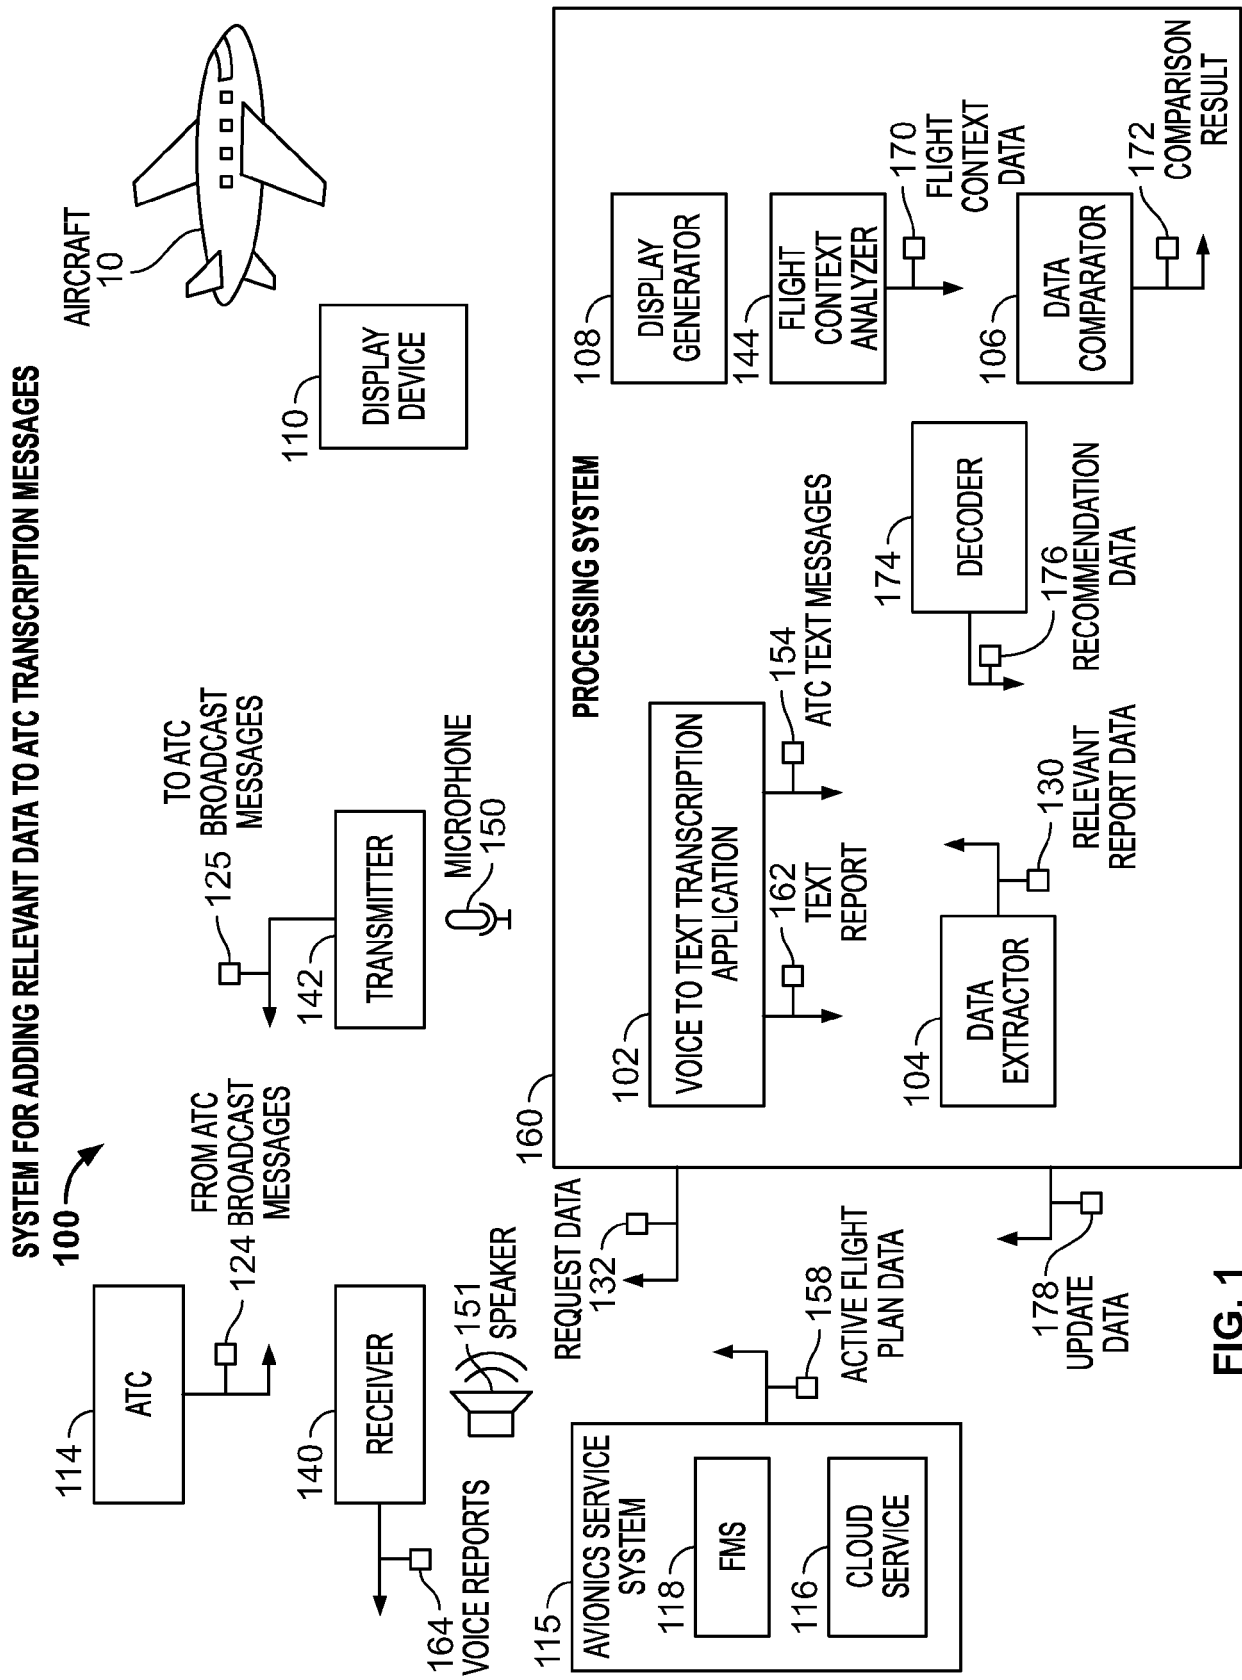 SYSTEM FOR ADDING RELEVANT DATA TO ATC TRANSCRIPTION MESSAGES
100
114
ATC
FROM ATC
124 BROADCAST
MESSAGES
TO ATC
125 BROADCAST
MESSAGES
AIRCRAFT
10
140
RECEIVER
164
VOICE REPORTS
151
SPEAKER
142
TRANSMITTER
MICROPHONE
150
110
DISPLAY
DEVICE
115
AVIONICS SERVICE
SYSTEM
118
FMS
116
CLOUD
SERVICE
158
ACTIVE FLIGHT
PLAN DATA
REQUEST DATA
132
178
UPDATE
DATA
160
PROCESSING SYSTEM
102
VOICE TO TEXT TRANSCRIPTION
APPLICATION
162
TEXT
REPORT
154
ATC TEXT MESSAGES
104
DATA
EXTRACTOR
130
RELEVANT
REPORT DATA
174
DECODER
176
RECOMMENDATION
DATA
108
DISPLAY
GENERATOR
144
FLIGHT
CONTEXT
ANALYZER
170
FLIGHT
CONTEXT
DATA
106
DATA
COMPARATOR
172
COMPARISON
RESULT
FIG. 1